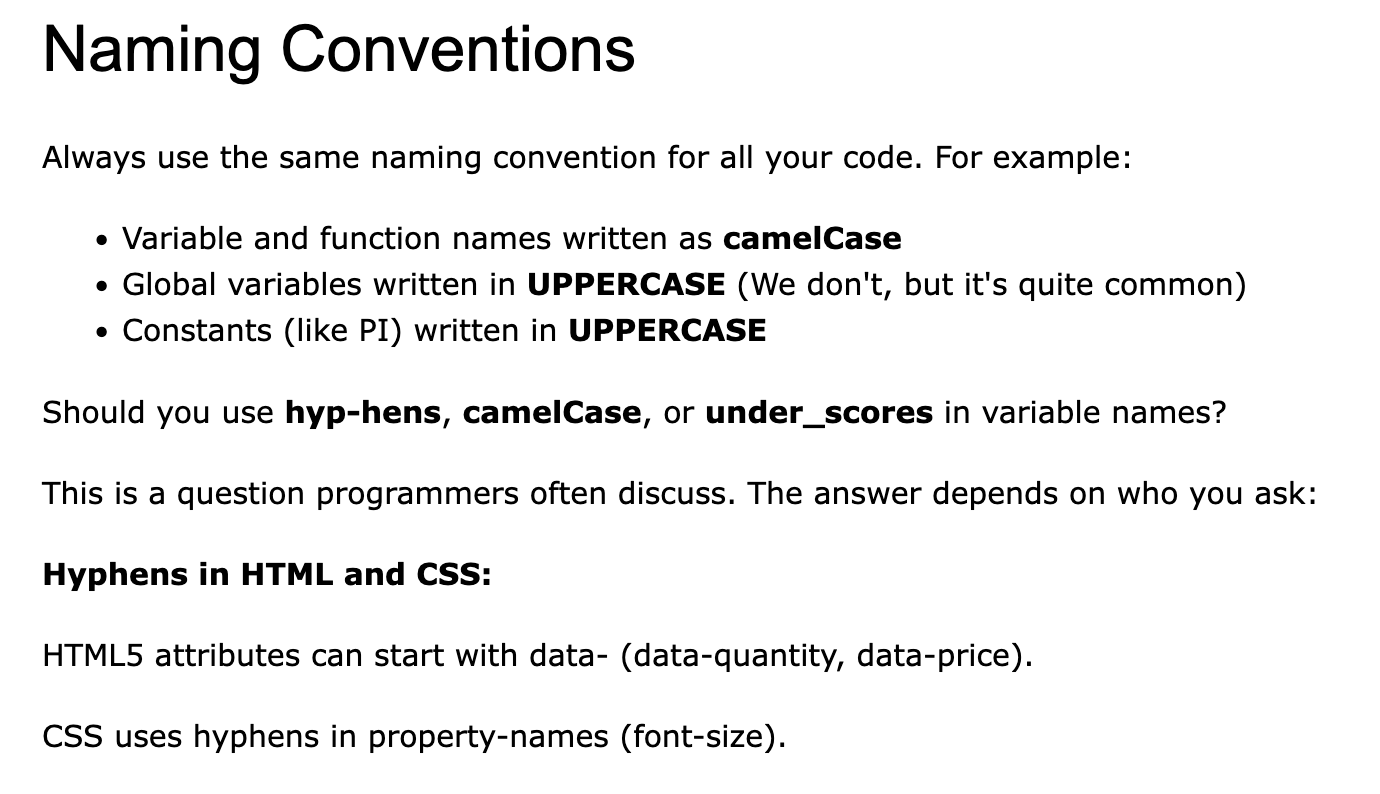 Naming Conventions
Always use the same naming convention for all your code. For example:
• Variable and function names written as camelCase
• Global variables written in UPPERCASE (We don't, but it's quite common)
• Constants (like PI) written in UPPERCASE
Should you use hyp-hens, camelCase, or under_scores in variable names?
This is a question programmers often discuss. The answer depends on who you ask:
Hyphens in HTML and CSS:
HTML5 attributes can start with data- (data-quantity, data-price).
CSS uses hyphens in property-names (font-size).